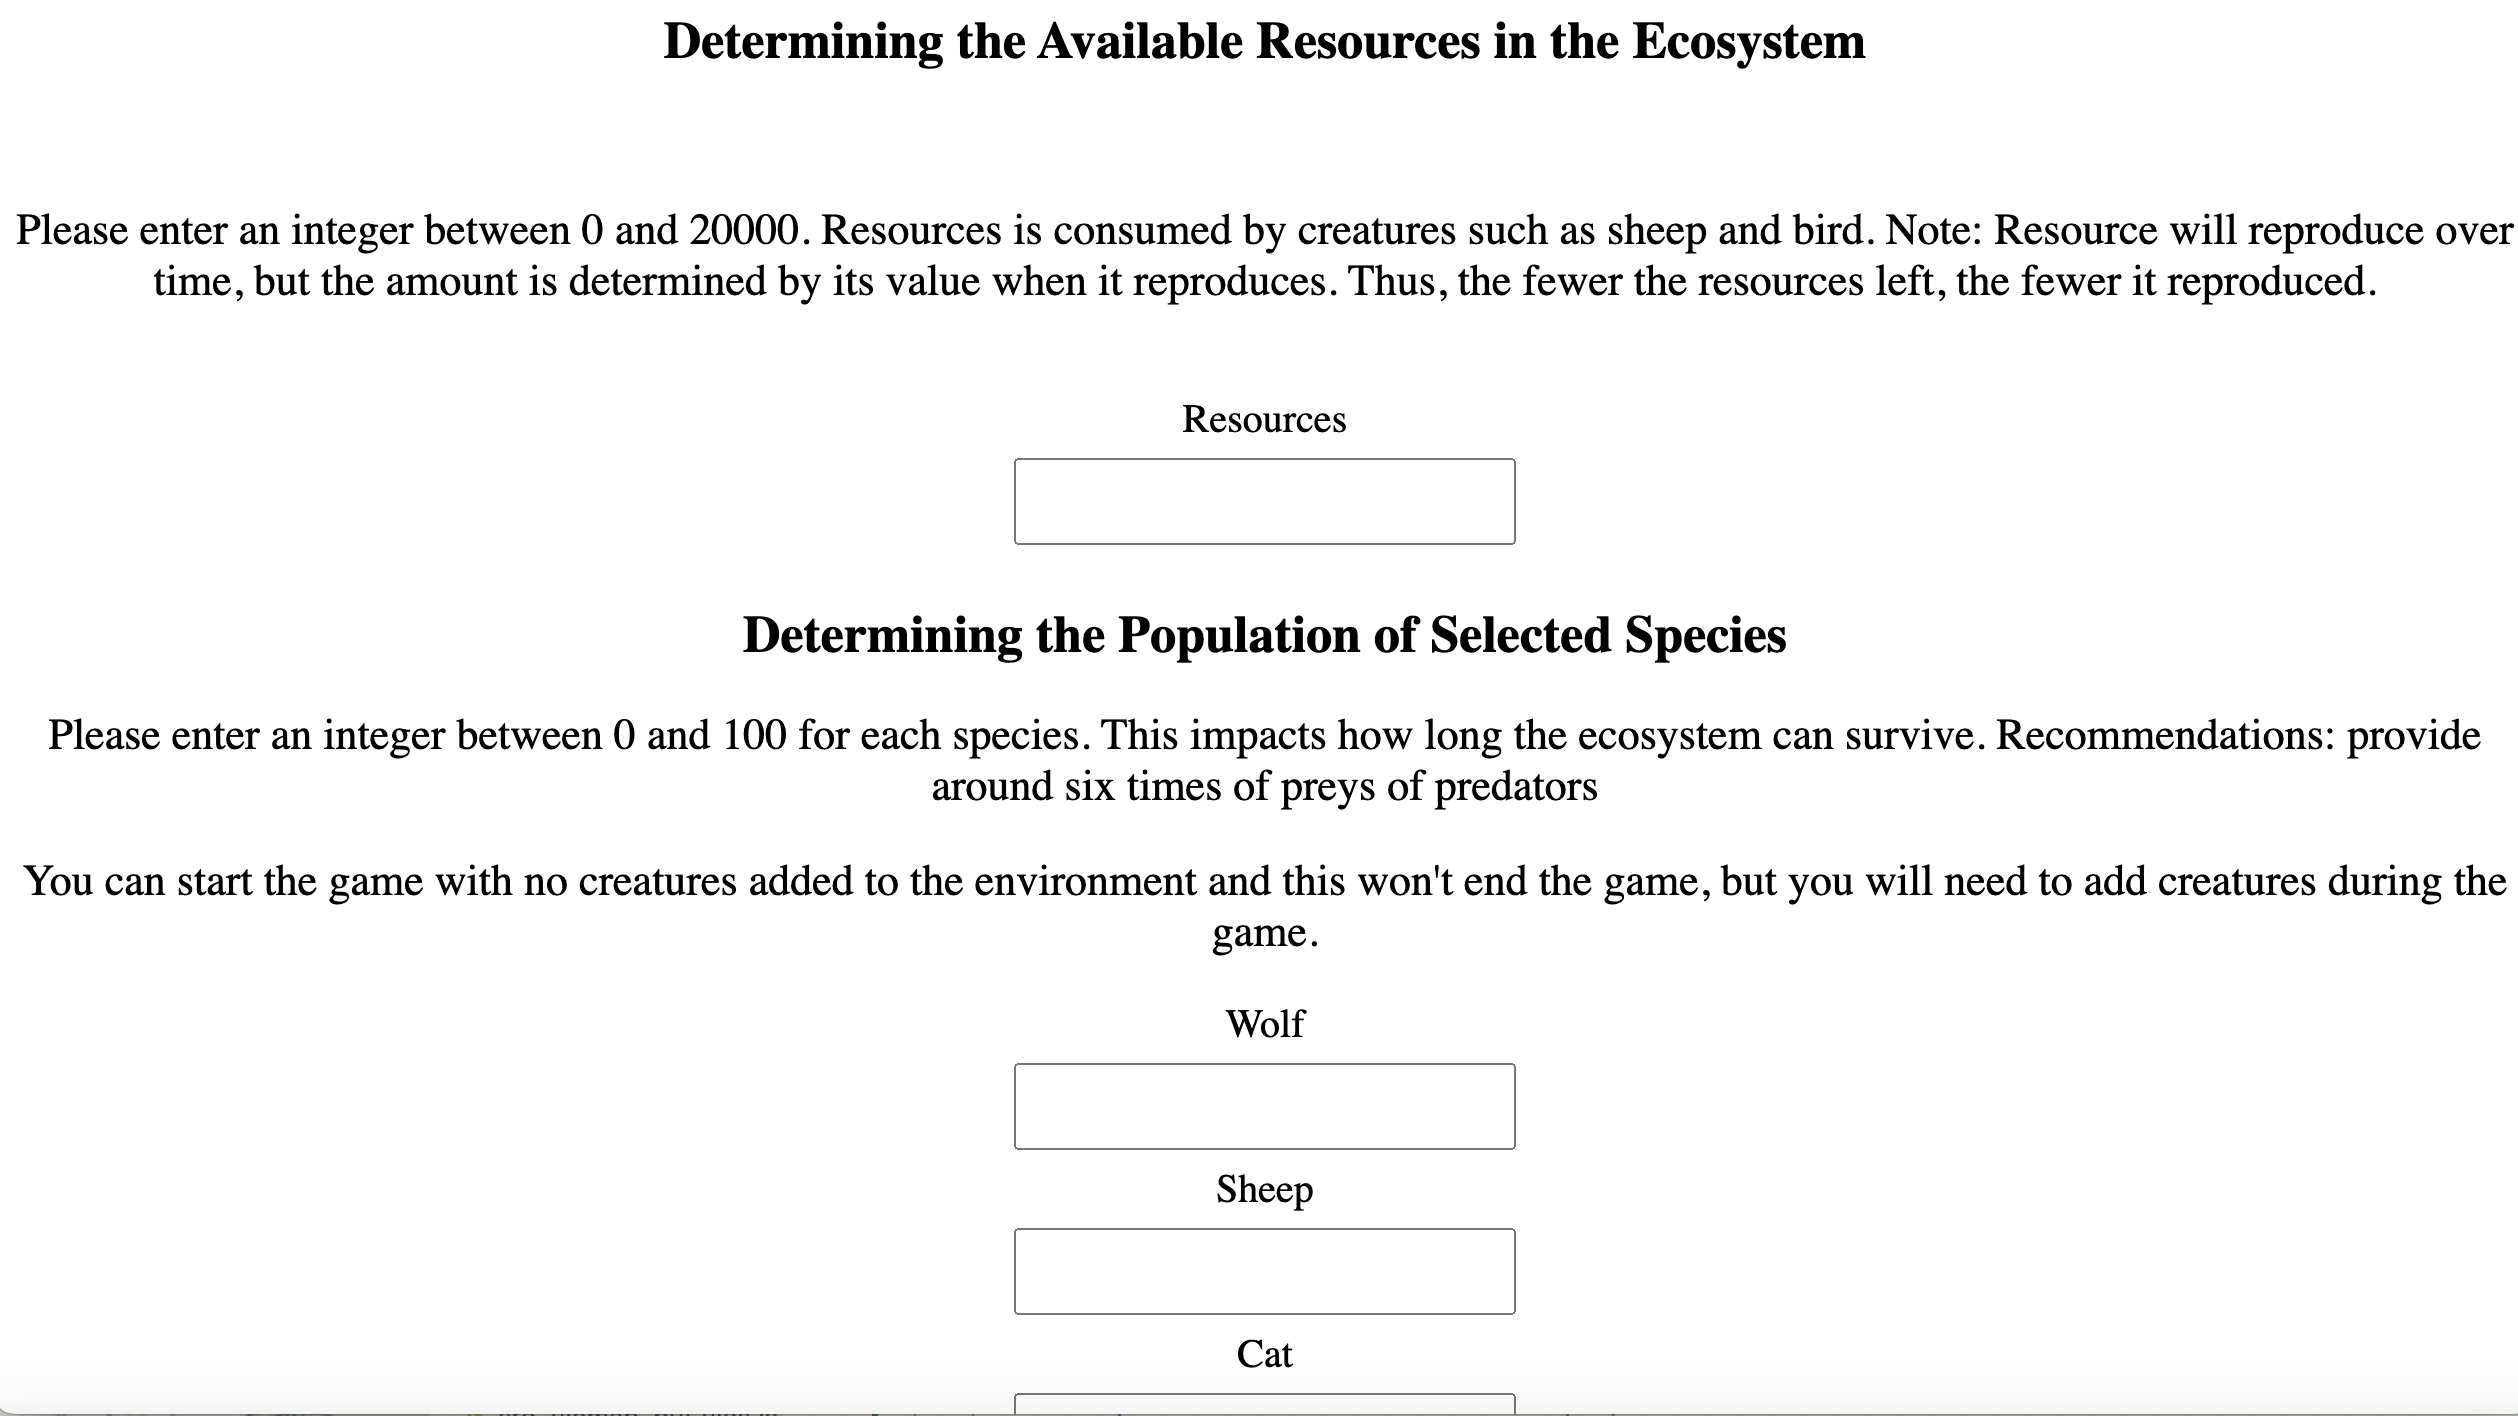 Determining the Available Resources in the Ecosystem
Please enter an integer between 0 and 20000. Resources is consumed by creatures such as sheep and bird. Note: Resource will reproduce over
time, but the amount is determined by its value when it reproduces. Thus, the fewer the resources left, the fewer it reproduced.
Resources
Determining the Population of Selected Species
Please enter an integer between 0 and 100 for each species. This impacts how long the ecosystem can survive. Recommendations: provide
around six times of preys of predators
You can start the game with no creatures added to the environment and this won't end the game, but you will need to add creatures during the
game.
Wolf
Sheep
Cat